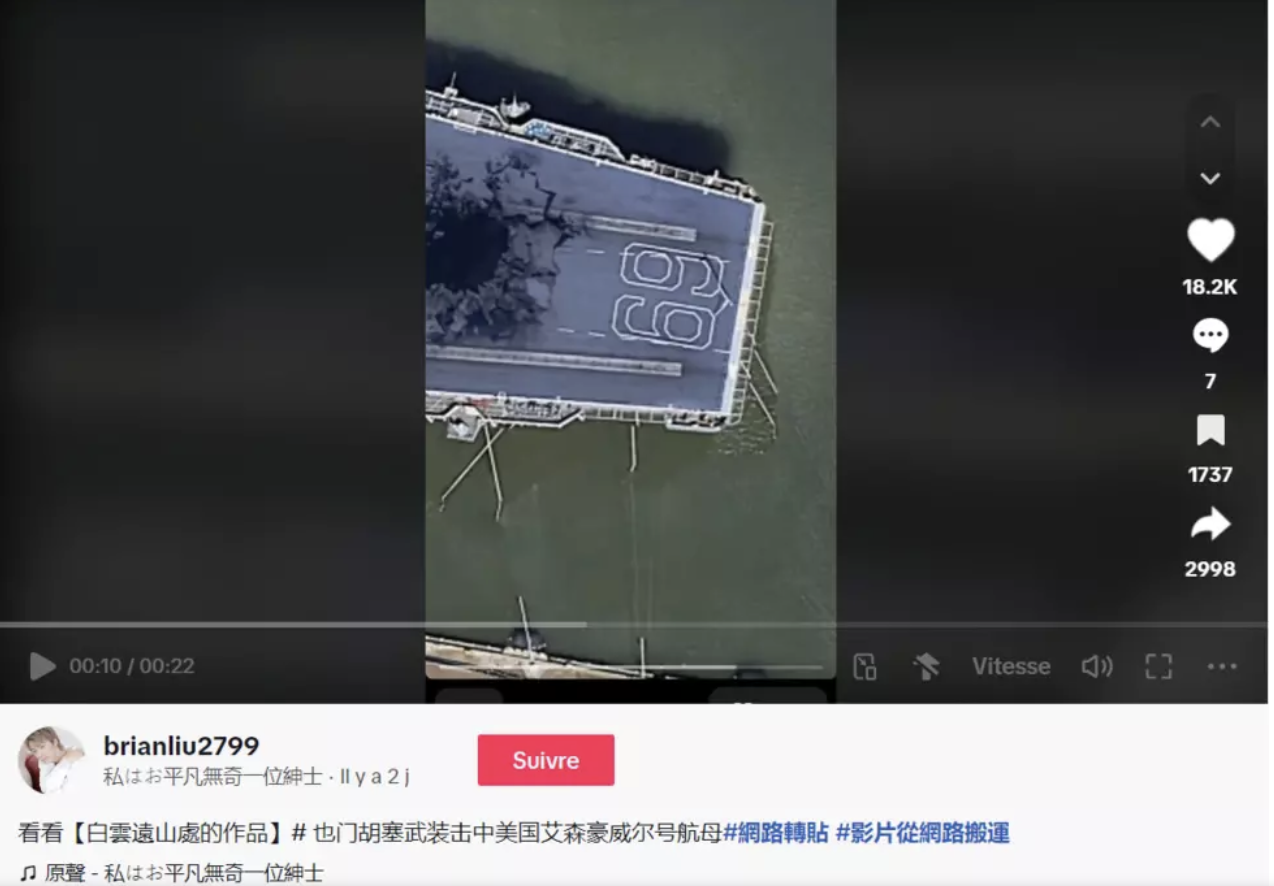 69
18.2K
7
1737
2998
00:10 / 00:22
Vitesse
brianliu2799
私はお平凡無奇一位紳士 · Il y a 2 j
Suivre
看看【白雲遠山處的作品】# 也门胡塞武装击中美国艾森豪威尔号航母#網路轉貼 #影片從網路搬運
♫ 原聲 - 私はお平凡無奇一位紳士